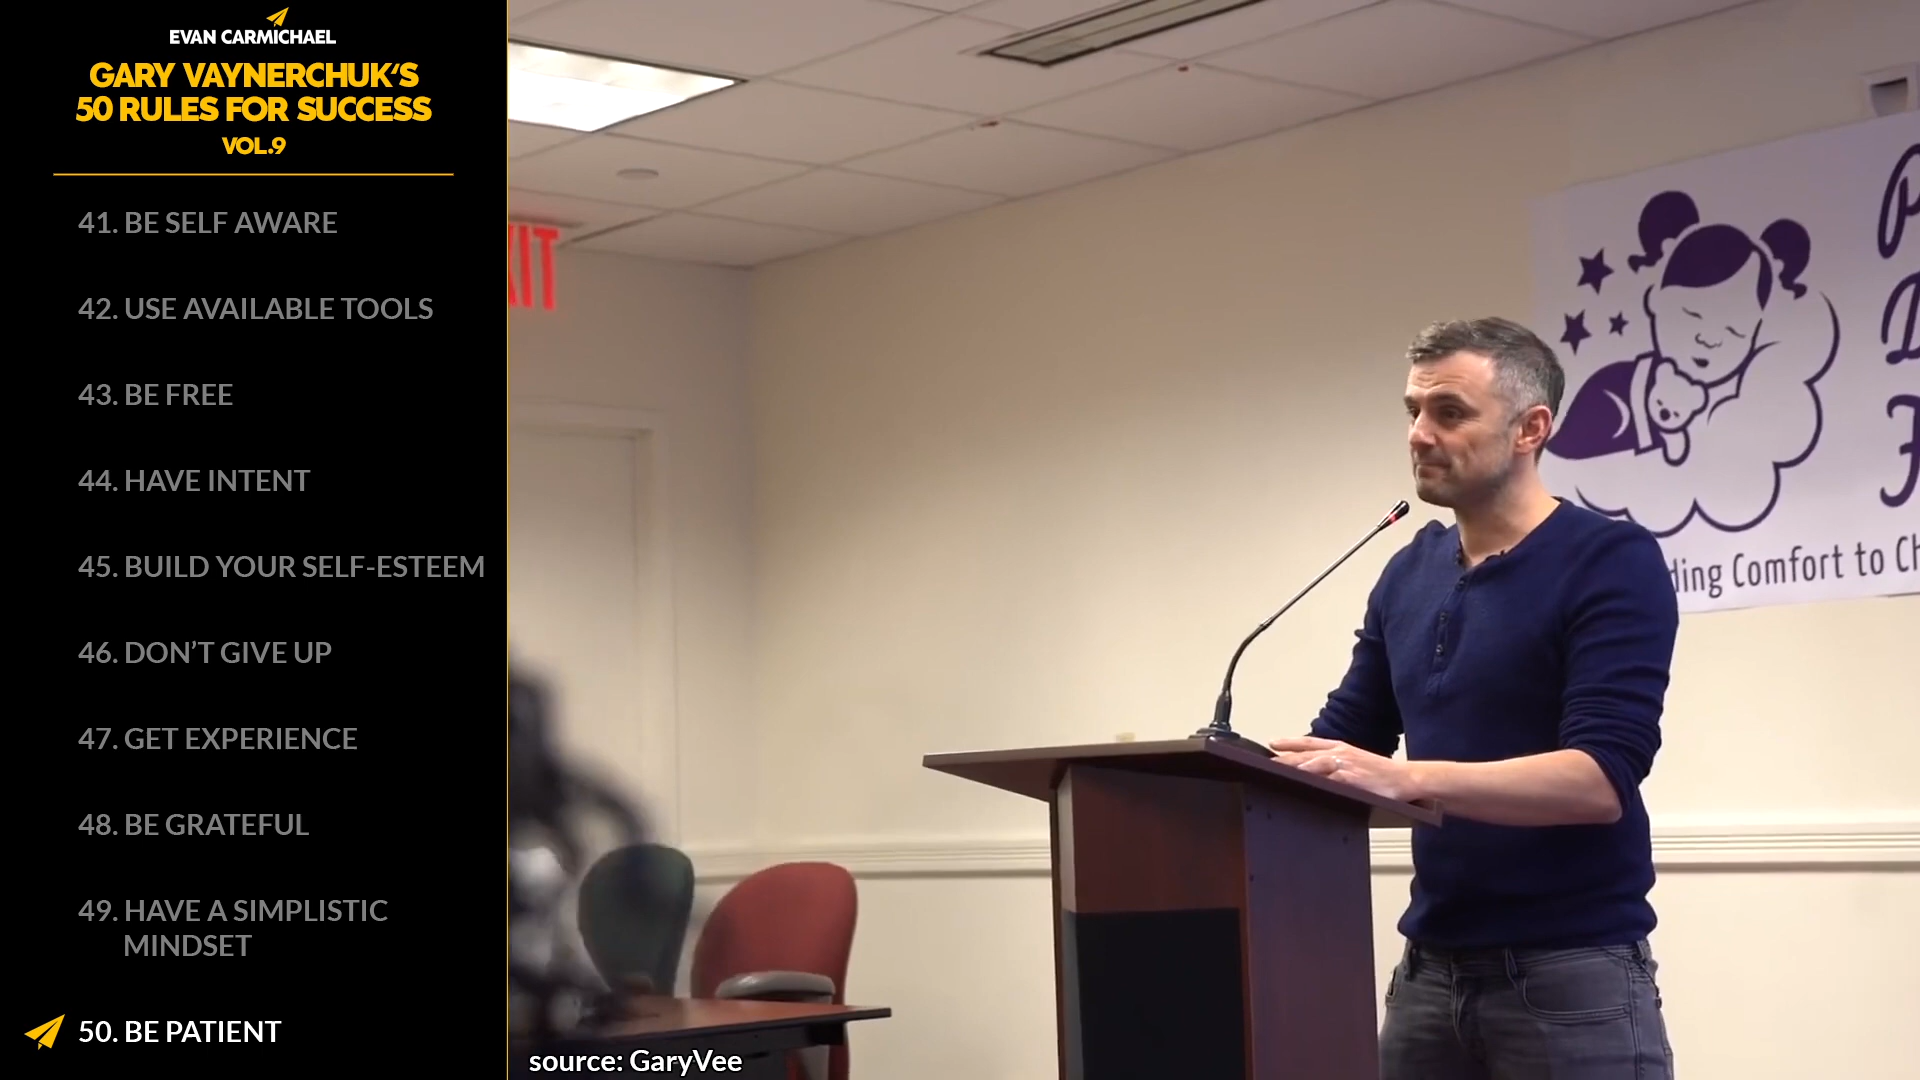 EVAN CARMICHAEL
GARY VAYNERCHUK'S
50 RULES FOR SUCCESS
VOL.9
41. BE SELF AWARE
42. USE AVAILABLE TOOLS
43. BE FREE
44. HAVE INTENT
45. BUILD YOUR SELF-ESTEEM
46. DON'T GIVE UP
47. GET EXPERIENCE
48. BE GRATEFUL
49. HAVE A SIMPLISTIC
MINDSET
50. BE PATIENT
source: GaryVee
Comfort to